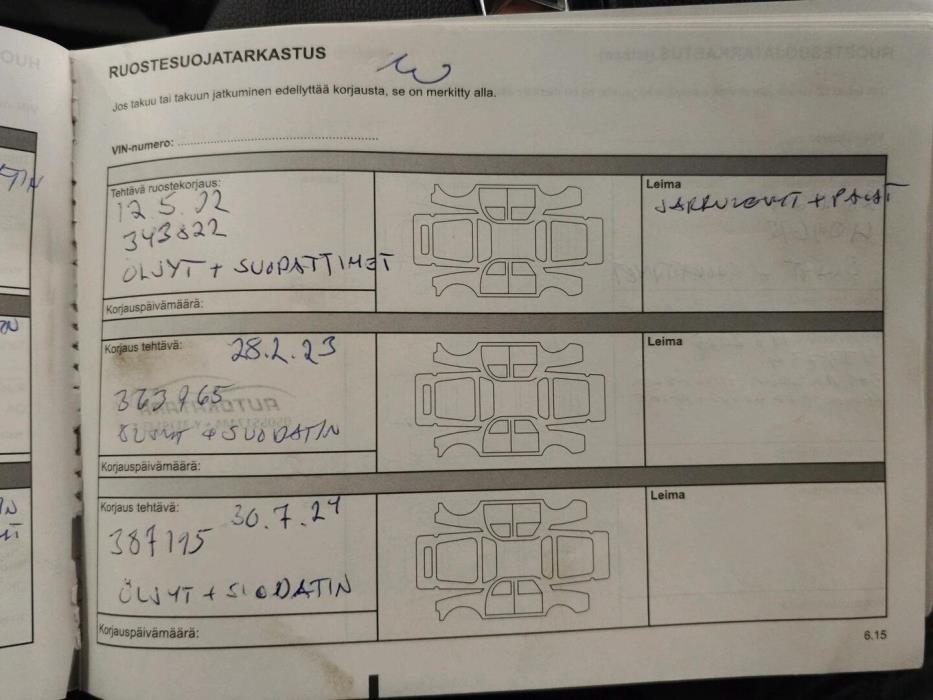 RUOSTESUOJATARKASTUS
Jos takuu tai takuun jatkuminen edellyttää korjausta, se on merkitty alla.
VIN-numero:
Tehtävä ruostekorjaus:
12.5.22
343822
ÖLJYT + SUODATTIMET
Korjauspäivämäärä:
Leima
JARRULEVYT + PALAT
Korjaus tehtävä: 28.2.23
363965
ÖLJYT + SUODATIN
Korjauspäivämäärä:
Leima
Korjaus tehtävä: 30.7.24
387195
ÖLJYT + SUODATIN
Korjauspäivämäärä:
Leima
6.15